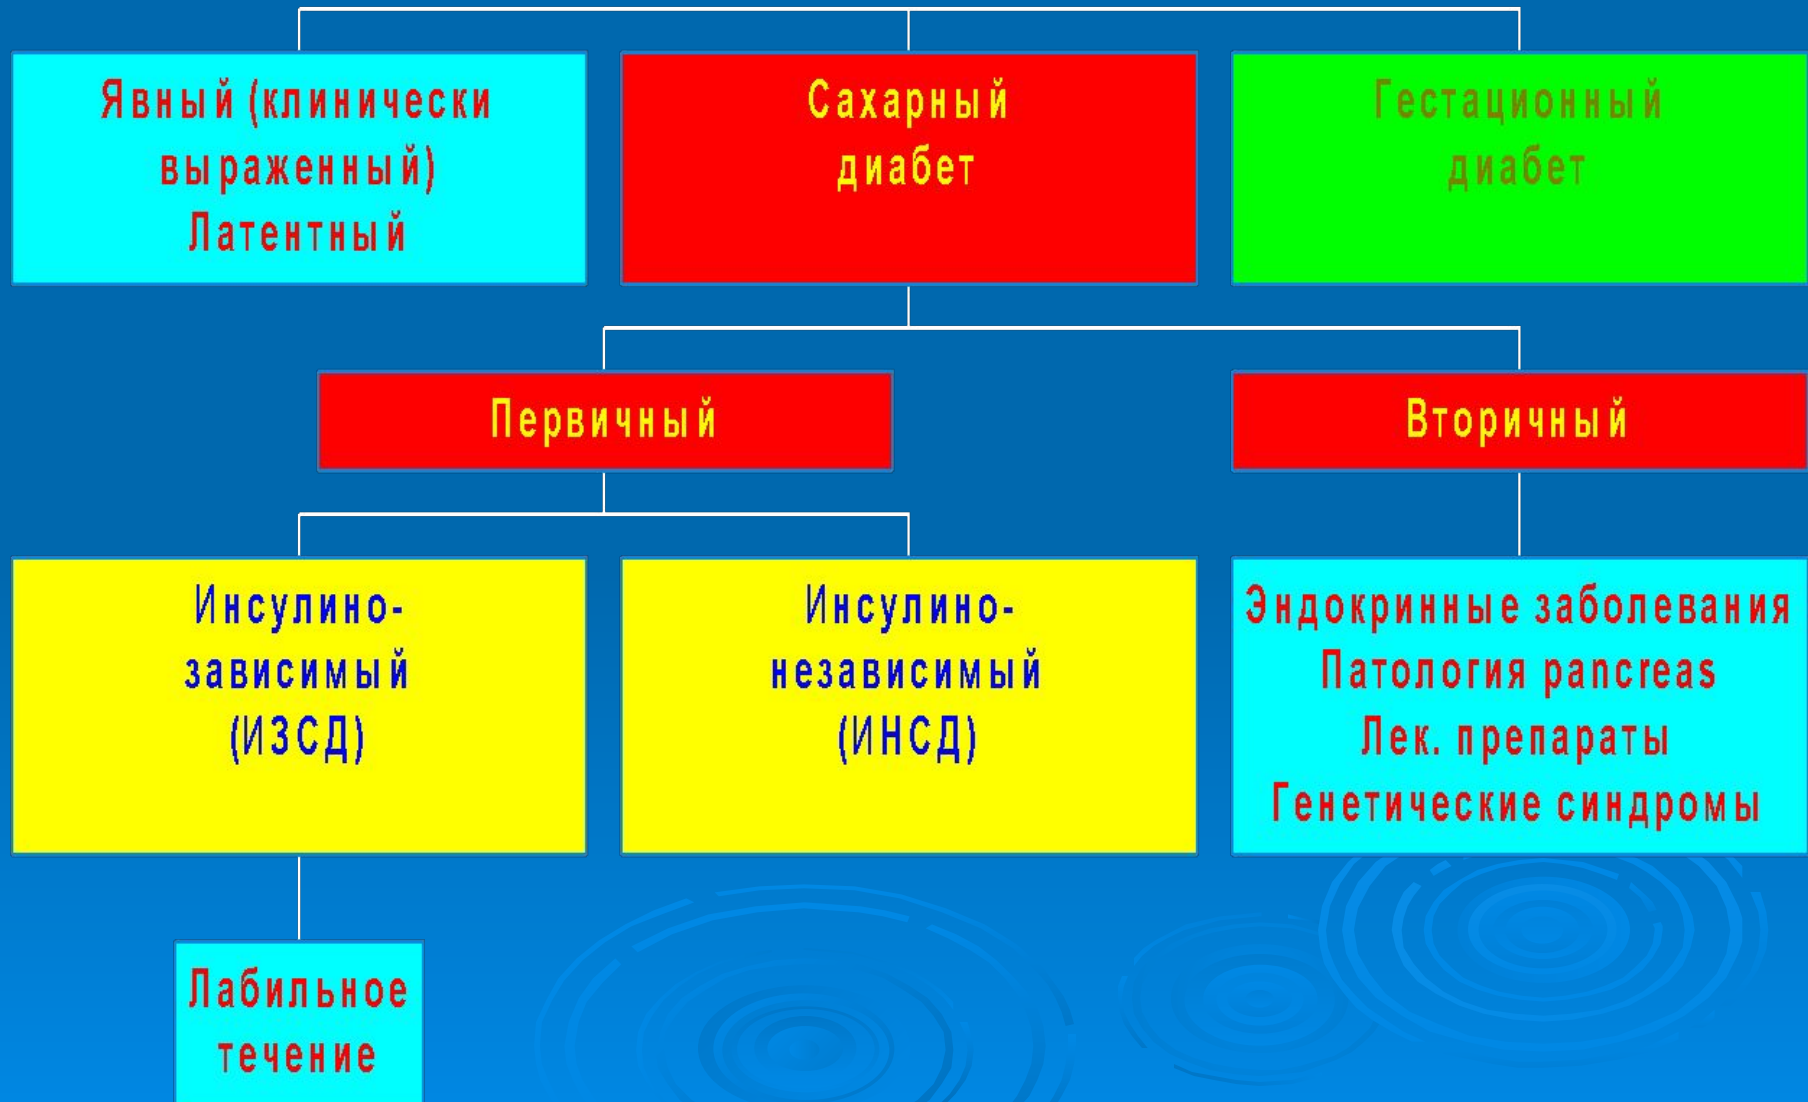 Явный (клинически
выраженный)
Латентный
Сахарный
диабет
Гестационный
диабет
Первичный
Вторичный
Инсулино-
зависимый
(ИЗСД)
Инсулино-
независимый
(ИНСД)
Эндокринные заболевания
Патология pancreas
Лек. препараты
Генетические синдромы
Лабильное
течение